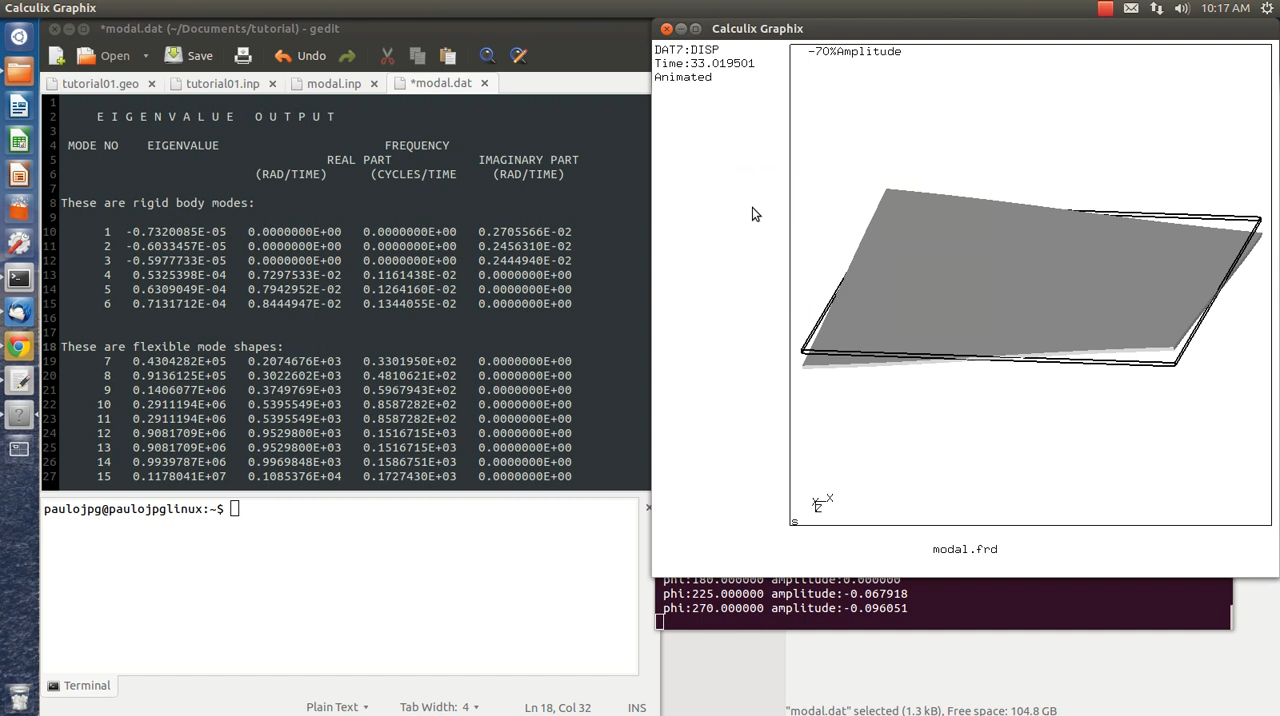 Calculix Graphix
10:17 AM
*modal.dat (~/Documents/tutorial) - gedit
Open
Save
Undo
tutorial01.geo
tutorial01.inp
modal.inp
*modal.dat
1
2 E I G E N V A L U E   O U T P U T
3
4 MODE NO EIGENVALUE FREQUENCY
5 REAL PART IMAGINARY PART
6 (RAD/TIME) (CYCLES/TIME (RAD/TIME)
7
8 These are rigid body modes:
9
10 1 -0.7320085E-05 0.0000000E+00 0.0000000E+00 0.2705566E-02
11 2 -0.6033457E-05 0.0000000E+00 0.0000000E+00 0.2456310E-02
12 3 -0.5977733E-05 0.0000000E+00 0.0000000E+00 0.2444940E-02
13 4 0.5325398E-04 0.7297533E-02 0.1161438E-02 0.0000000E+00
14 5 0.6309049E-04 0.7942952E-02 0.1264160E-02 0.0000000E+00
15 6 0.7131712E-04 0.8444947E-02 0.1344055E-02 0.0000000E+00
16
17
18 These are flexible mode shapes:
19 7 0.4304282E+05 0.2074676E+03 0.3301950E+02 0.0000000E+00
20 8 0.9136125E+05 0.3022602E+03 0.4810621E+02 0.0000000E+00
21 9 0.1406077E+06 0.3749769E+03 0.5967943E+02 0.0000000E+00
22 10 0.2911194E+06 0.5395549E+03 0.8587282E+02 0.0000000E+00
23 11 0.2911194E+06 0.5395549E+03 0.8587282E+02 0.0000000E+00
24 12 0.9081709E+06 0.9529800E+03 0.1516715E+03 0.0000000E+00
25 13 0.9081709E+06 0.9529800E+03 0.1516715E+03 0.0000000E+00
26 14 0.9939787E+06 0.9969848E+03 0.1586751E+03 0.0000000E+00
27 15 0.1178041E+07 0.1085376E+04 0.1727430E+03 0.0000000E+00
paulojpg@paulojpglinux:~$
Terminal
Plain Text
Tab Width: 4
Ln 18, Col 32
INS
Calculix Graphix
DAT7:DISP
Time:33.019501
Animated
-70%Amplitude
Y X
Z
s
modal.frd
phi:180.000000 amplitude:0.000000
phi:225.000000 amplitude:-0.067918
phi:270.000000 amplitude:-0.096051
"modal.dat" selected (1.3 kB), Free space: 104.8 GB